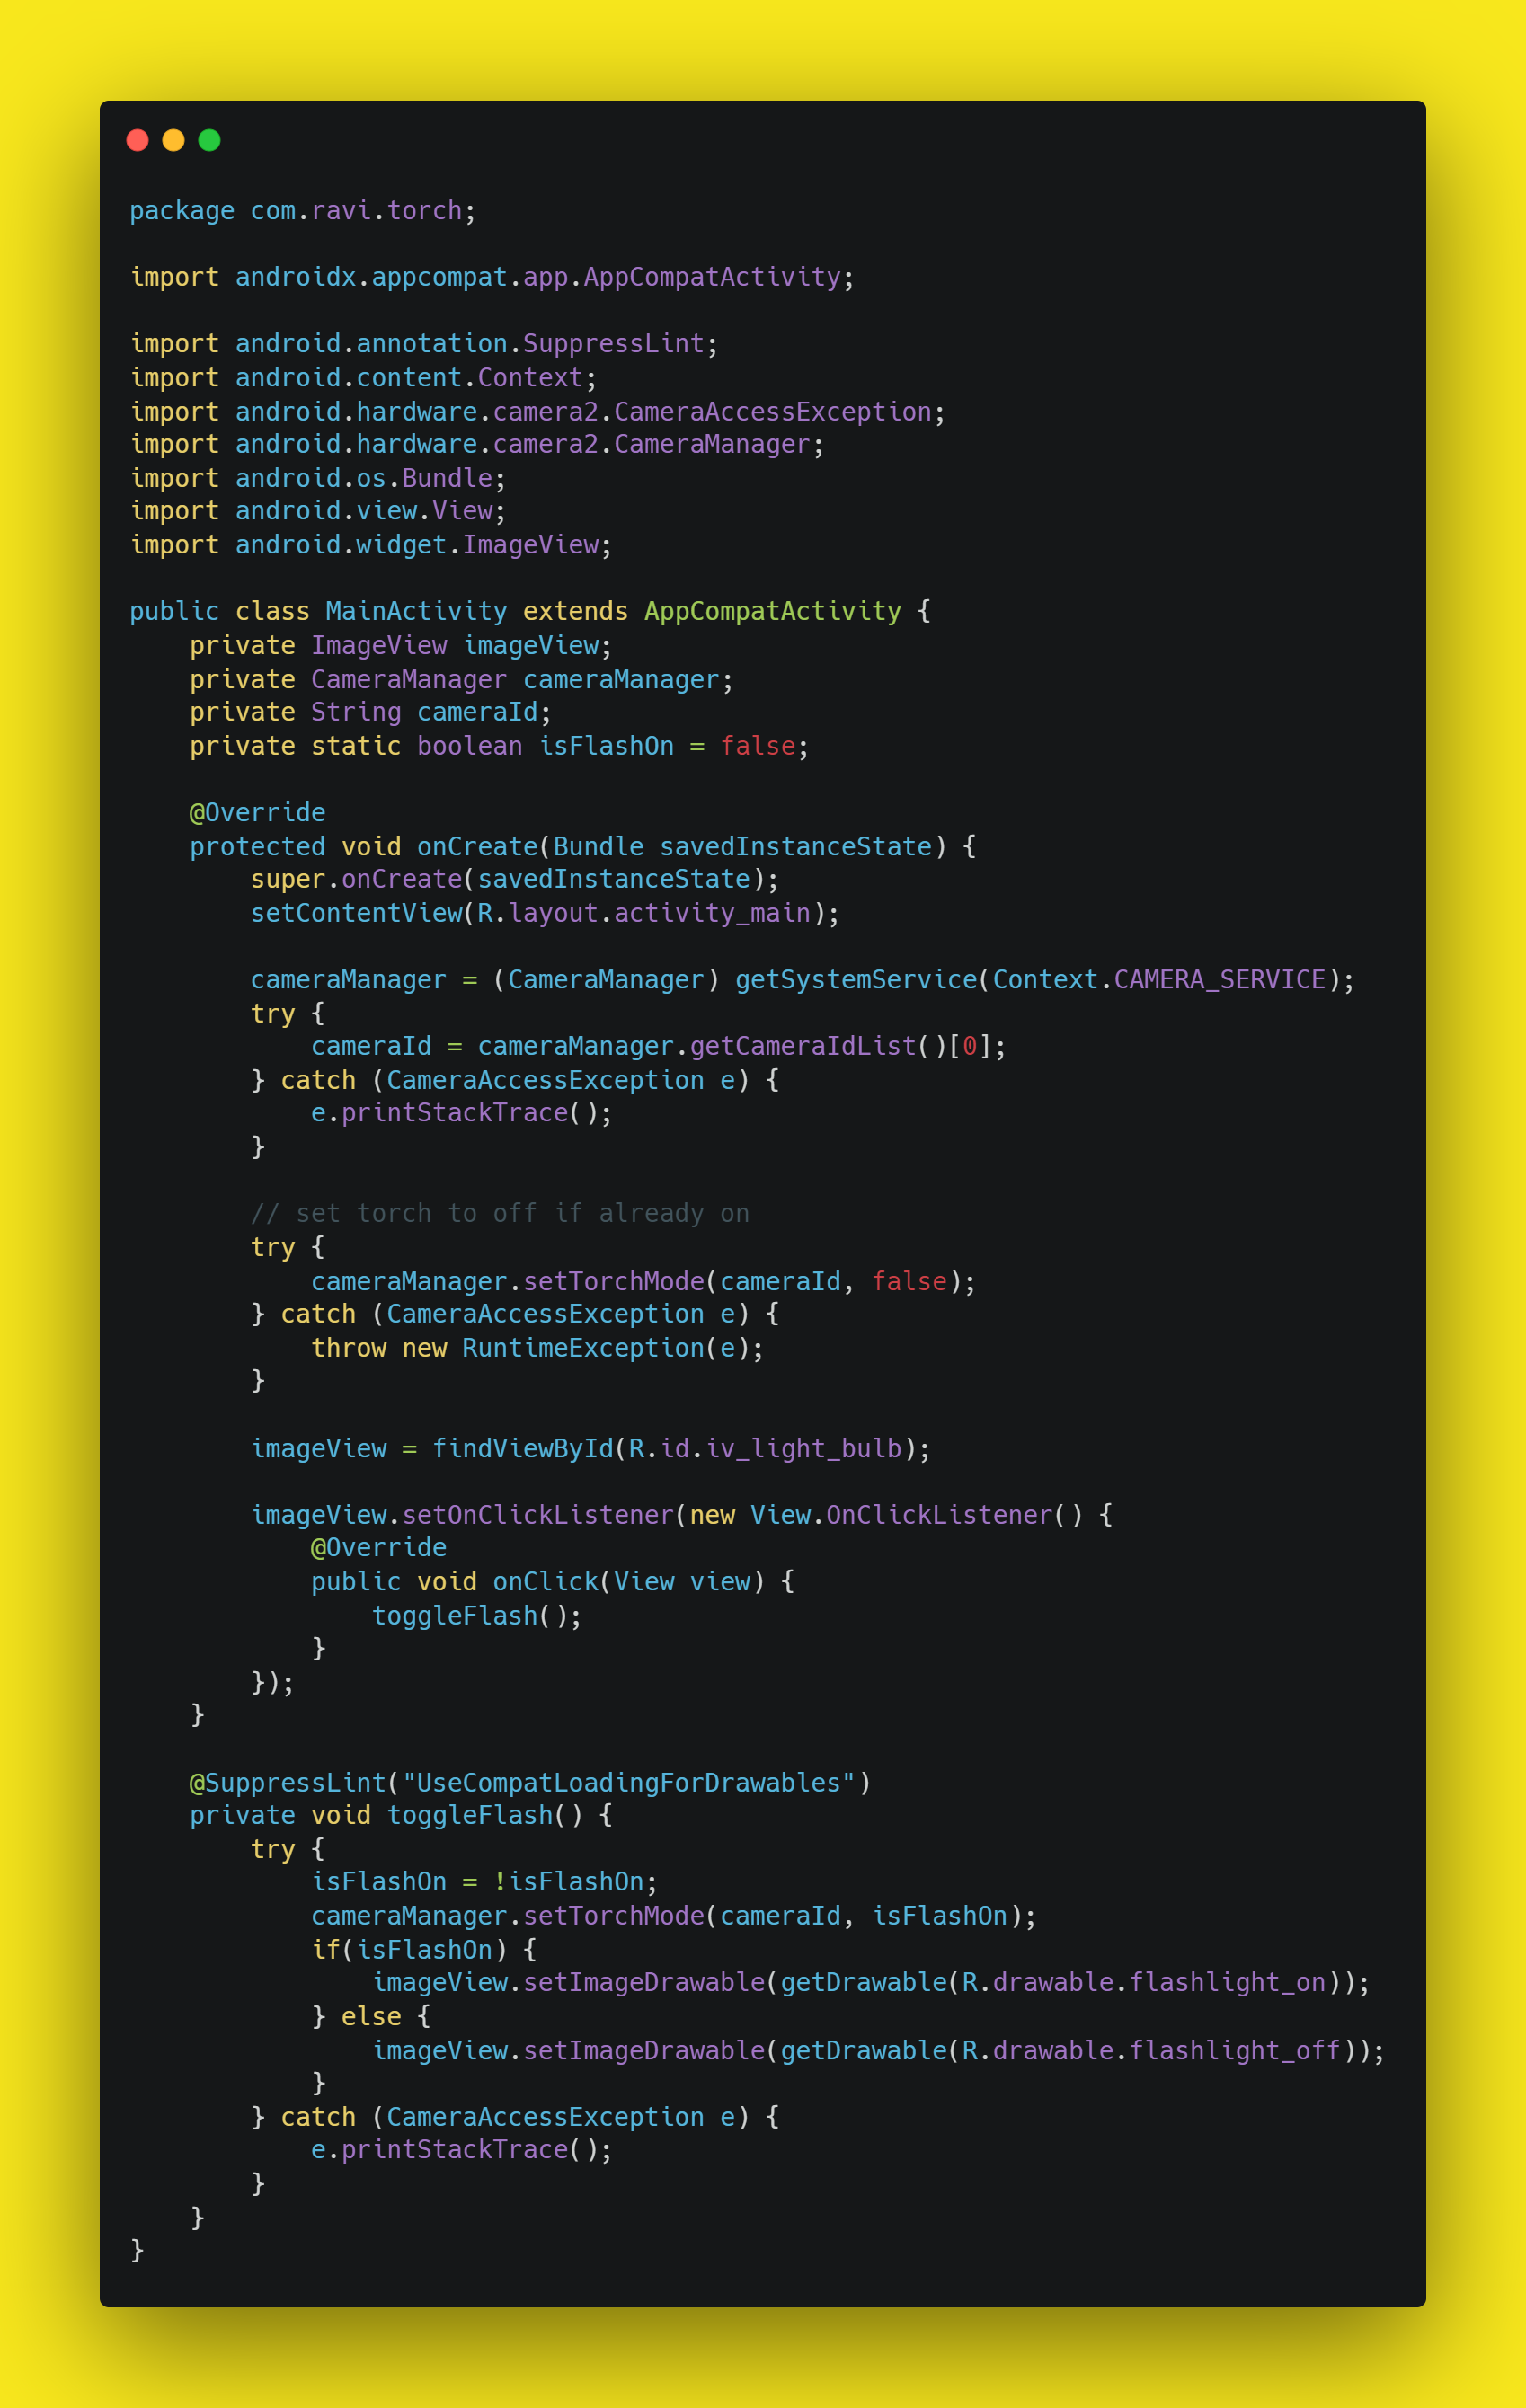 package com.ravi.torch;

import androidx.appcompat.app.AppCompatActivity;

import android.annotation.SuppressLint;
import android.content.Context;
import android.hardware.camera2.CameraAccessException;
import android.hardware.camera2.CameraManager;
import android.os.Bundle;
import android.view.View;
import android.widget.ImageView;

public class MainActivity extends AppCompatActivity {
    private ImageView imageView;
    private CameraManager cameraManager;
    private String cameraId;
    private static boolean isFlashOn = false;

    @Override
    protected void onCreate(Bundle savedInstanceState) {
        super.onCreate(savedInstanceState);
        setContentView(R.layout.activity_main);

        cameraManager = (CameraManager) getSystemService(Context.CAMERA_SERVICE);
        try {
            cameraId = cameraManager.getCameraIdList()[0];
        } catch (CameraAccessException e) {
            e.printStackTrace();
        }

        // set torch to off if already on
        try {
            cameraManager.setTorchMode(cameraId, false);
        } catch (CameraAccessException e) {
            throw new RuntimeException(e);
        }

        imageView = findViewById(R.id.iv_light_bulb);

        imageView.setOnClickListener(new View.OnClickListener() {
            @Override
            public void onClick(View view) {
                toggleFlash();
            }
        });
    }

    @SuppressLint("UseCompatLoadingForDrawables")
    private void toggleFlash() {
        try {
            isFlashOn = !isFlashOn;
            cameraManager.setTorchMode(cameraId, isFlashOn);
            if(isFlashOn) {
                imageView.setImageDrawable(getDrawable(R.drawable.flashlight_on));
            } else {
                imageView.setImageDrawable(getDrawable(R.drawable.flashlight_off));
            }
        } catch (CameraAccessException e) {
            e.printStackTrace();
        }
    }
}